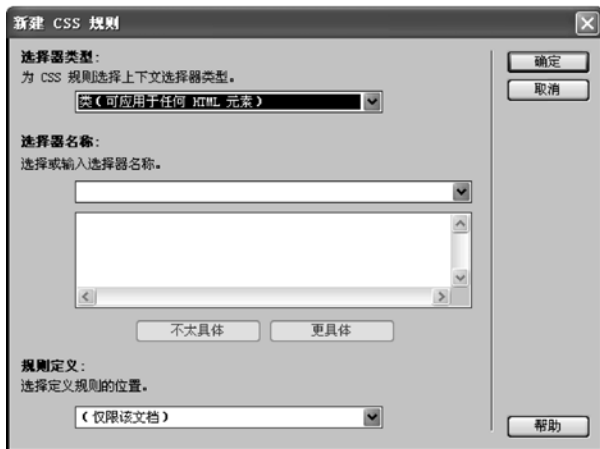 新建 CSS 规则
选择器类型：
确定
为 CSS 规则选择上下文选择器类型。
取消
类（可应用于任何 HTML 元素）
选择器名称：
选择或输入选择器名称。
不太具体
更具体
规则定义：
选择定义规则的位置。
（仅限该文档）
帮助